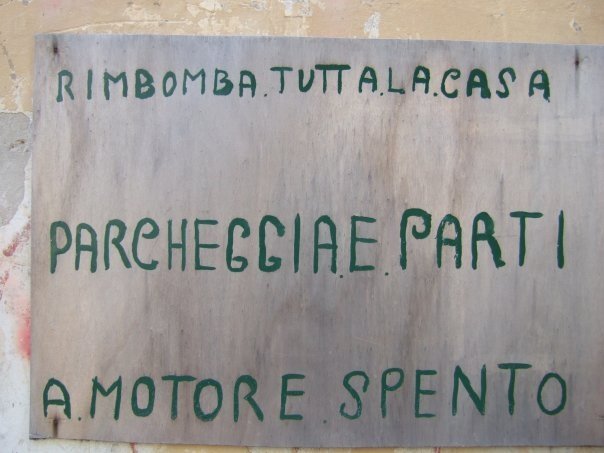 RIMBOMBA.TUTTA.LA.CASA
PARCHEGGIA.E.PARTI
A.MOTORE.SPENTO